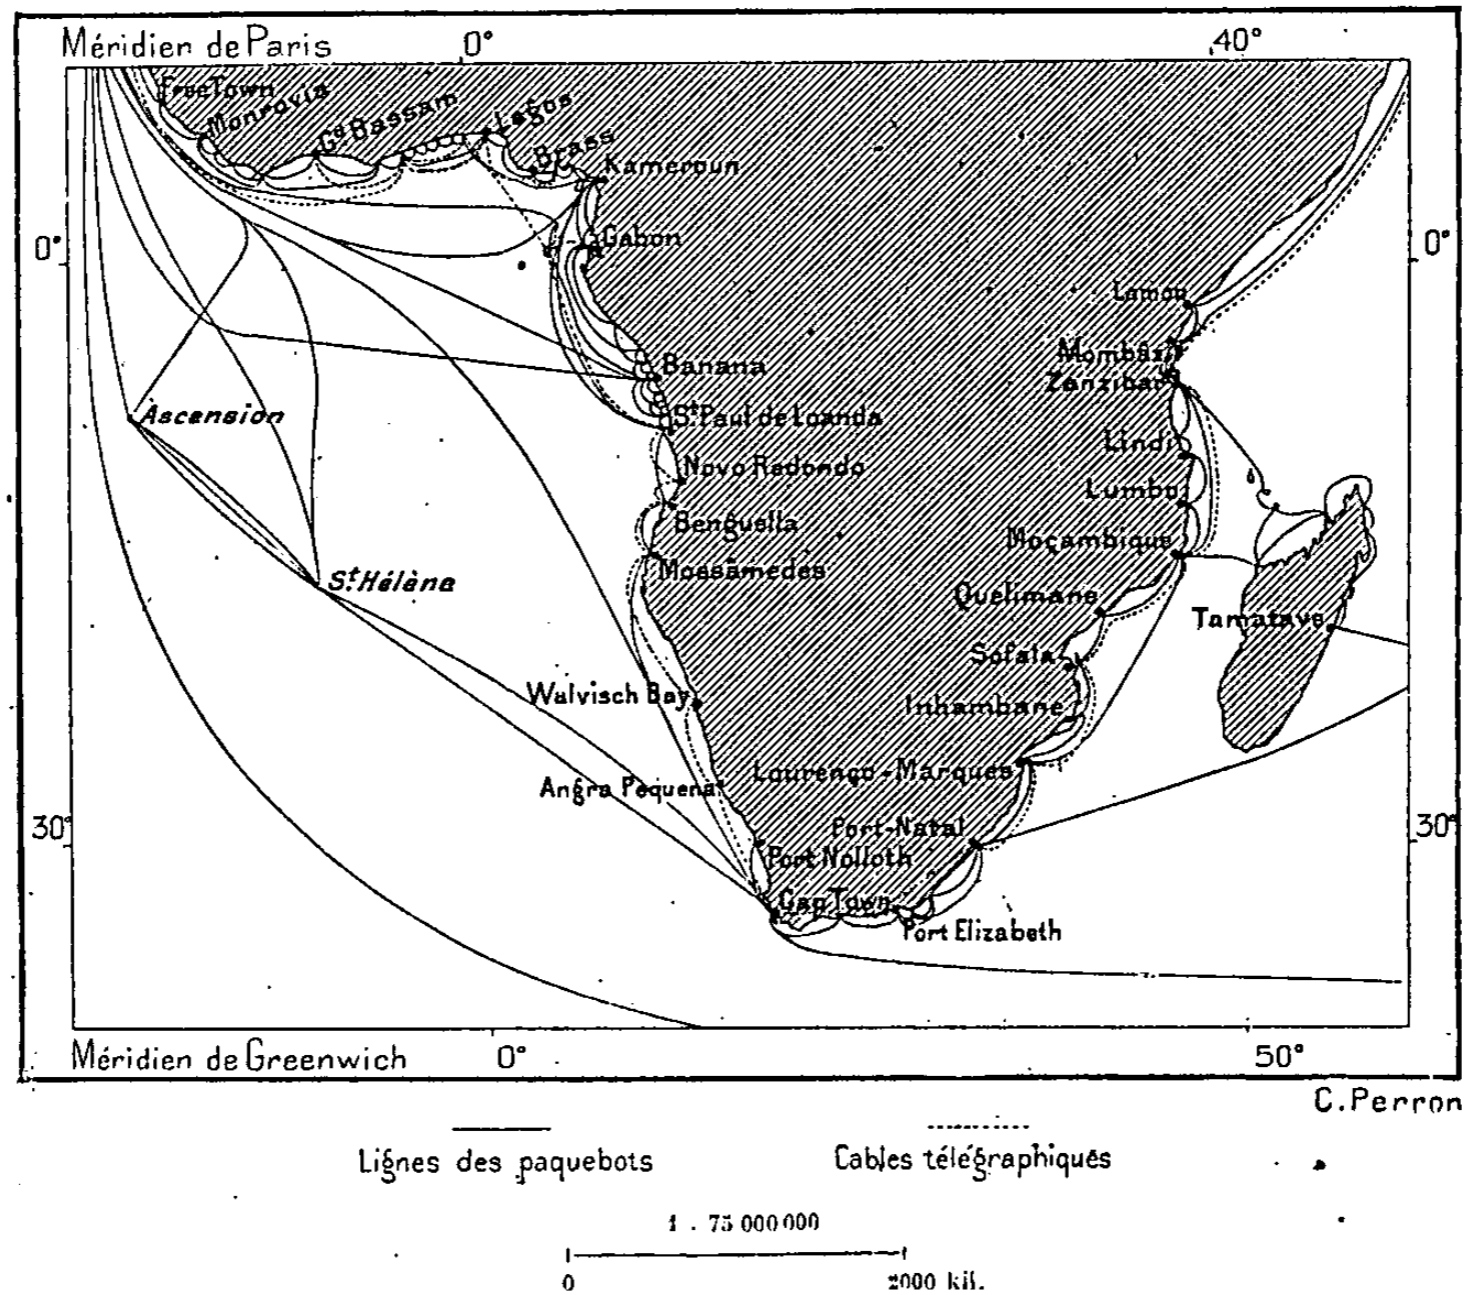 Méridien de Paris 0° 40°
FreeTown
Monrovia
Gd Bassam
Lagos
Brass
Kameroun
0° 0°
Gabon
Lamou
Mombaz
Zanzibar
Banana
Ascension
St Paul de Loanda
Lindi
Novo Redondo
Lumbo
Benguella
Moçambique
Mossâmedes
St Hélène
Quelimane
Tamatave
Sofala
Walvisch Bay
Inhambane
Lourenço-Marques
Angra Pequena
30° 30°
Port-Natal
Port Nolloth
Cap Town
Port Elizabeth
Méridien de Greenwich 0° 50°
C. Perron
Lignes des paquebots
Cables télégraphiques
1 . 75 000 000
0 2000 kil.